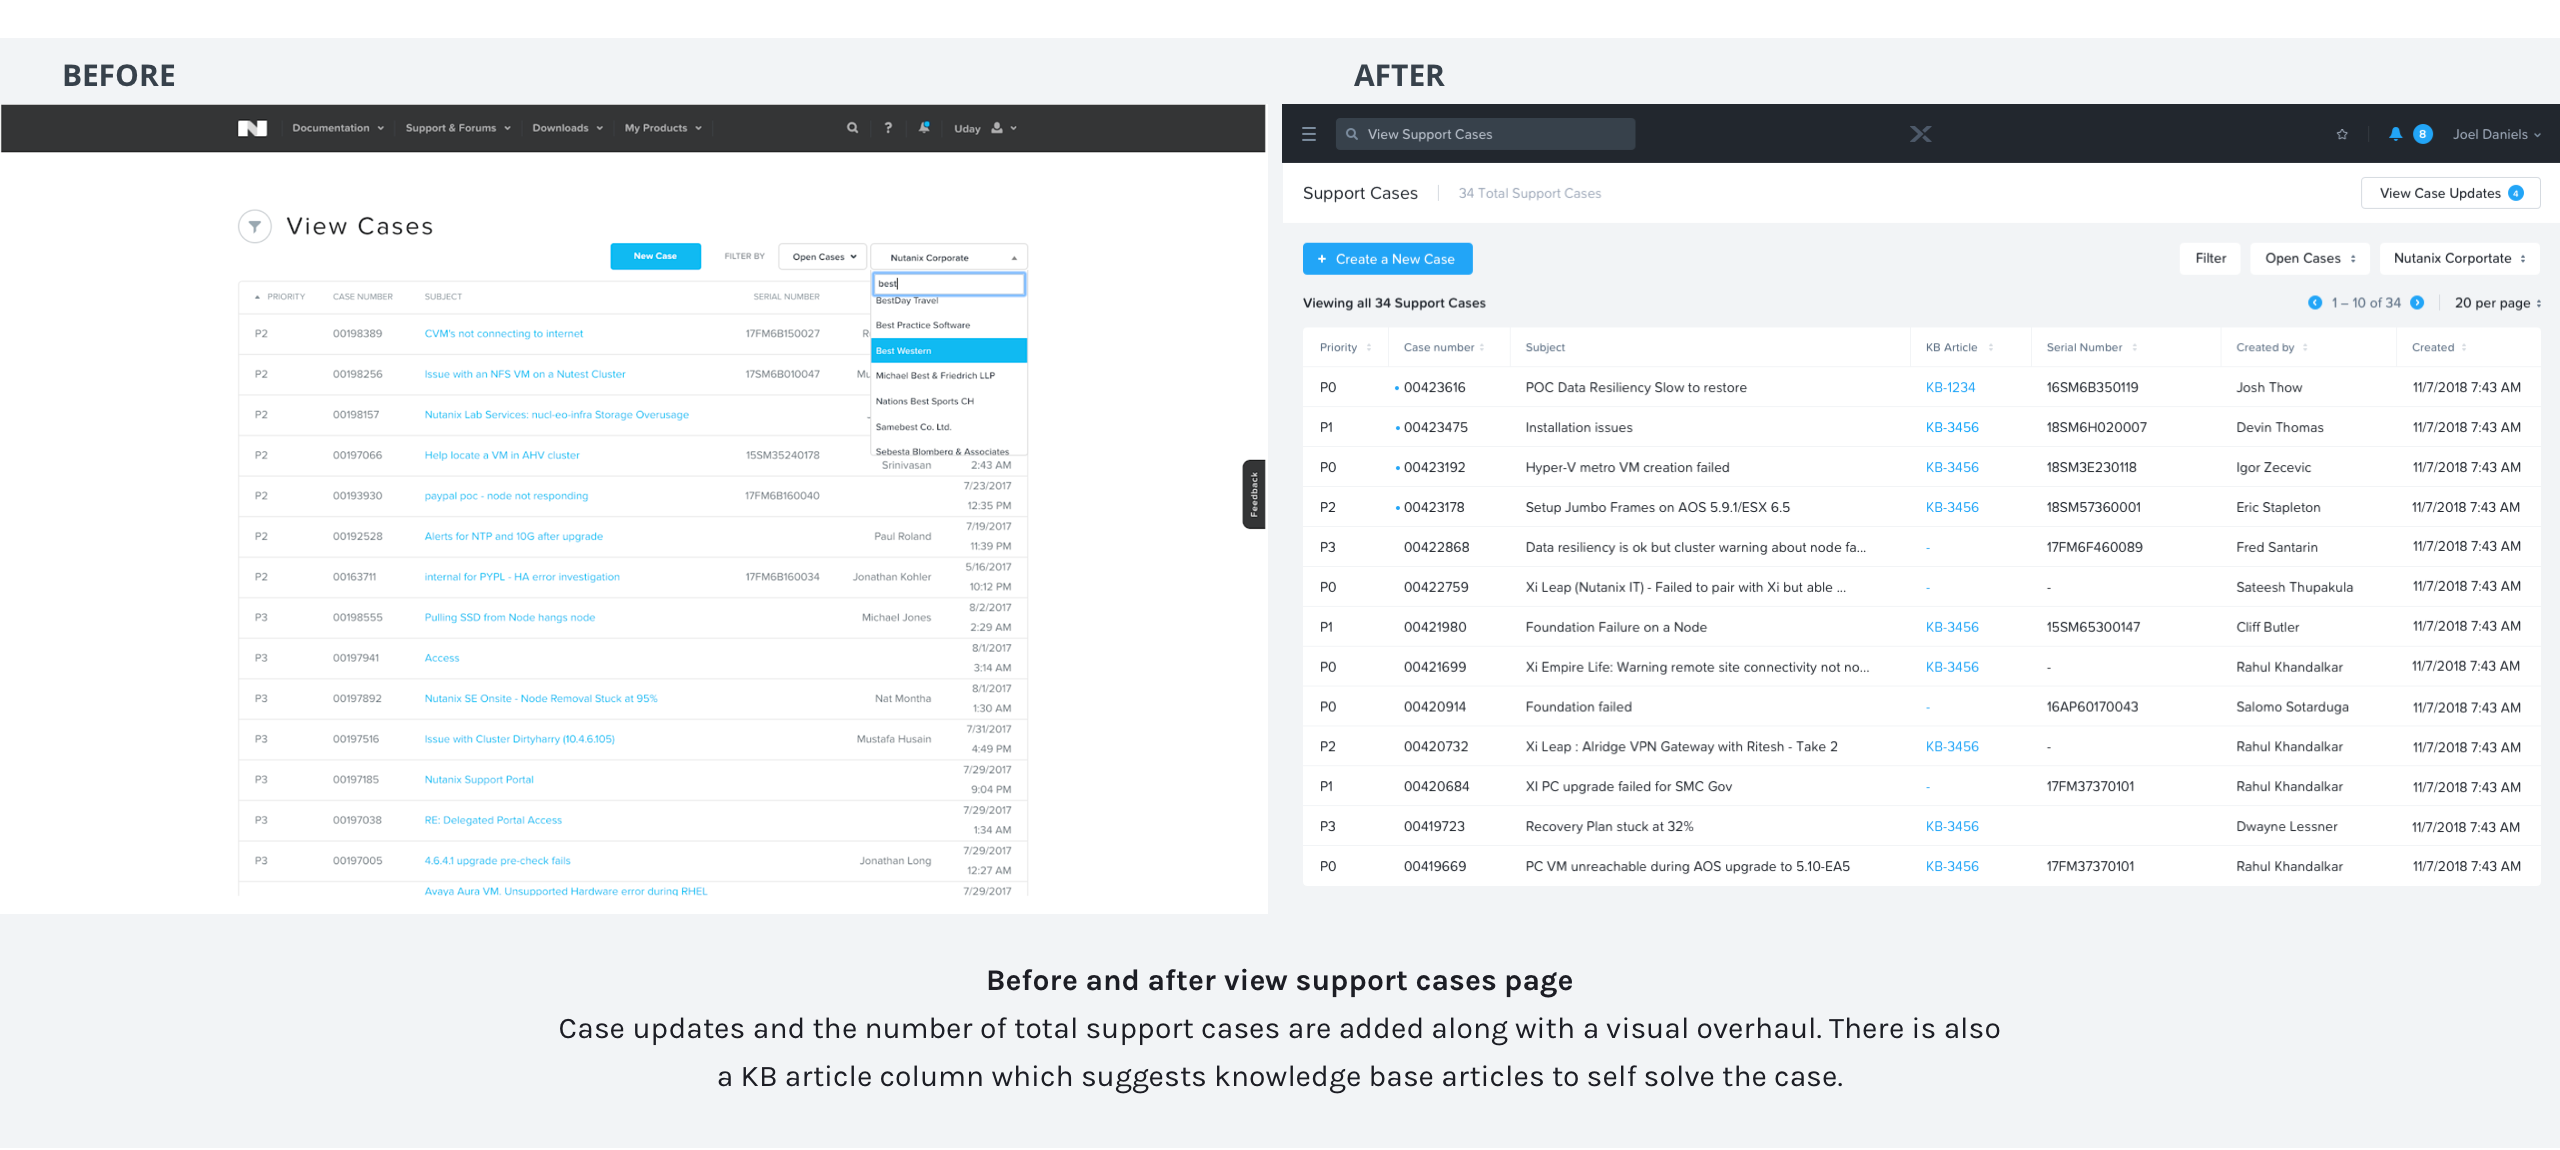 BEFORE
Documentation Support & Forums Downloads My Products ? Uday
View Cases
New Case FILTER BY Open Cases Nutanix Corporate
best
BestDay Travel
Best Practice Software
Best Western
Michael Best & Friedrich LLP
Nations Best Sports CH
Samebest Co. Ltd.
Sebesta Blomberg & Associates
PRIORITY CASE NUMBER SUBJECT SERIAL NUMBER
P2 00198389 CVM's not connecting to internet 17FM6B150027 R
P2 00198256 Issue with an NFS VM on a Nutest Cluster 17SM6B010047 Mu
P2 00198157 Nutanix Lab Services: nucl-eo-infra Storage Overusage
P2 00197066 Help locate a VM in AHV cluster 15SM35240178 Srinivasan 2:43 AM
P2 00193930 paypal poc - node not responding 17FM6B160040 7/23/2017 12:35 PM
P2 00192528 Alerts for NTP and 10G after upgrade Paul Roland 7/19/2017 11:39 PM
P2 00163711 internal for PYPL - HA error investigation 17FM6B160034 Jonathan Kohler 5/16/2017 10:12 PM
P3 00198555 Pulling SSD from Node hangs node Michael Jones 8/2/2017 2:29 AM
P3 00197941 Access 8/1/2017 3:14 AM
P3 00197892 Nutanix SE Onsite - Node Removal Stuck at 95% Nat Montha 8/1/2017 1:30 AM
P3 00197516 Issue with Cluster Dirtyharry (10.4.6.105) Mustafa Husain 7/31/2017 4:49 PM
P3 00197185 Nutanix Support Portal 7/29/2017 9:04 PM
P3 00197038 RE: Delegated Portal Access 7/29/2017 1:34 AM
P3 00197005 4.6.4.1 upgrade pre-check fails Jonathan Long 7/29/2017 12:27 AM
Avaya Aura VM. Unsupported Hardware error during RHEL 7/29/2017
Feedback
AFTER
View Support Cases 8 Joel Daniels
Support Cases 34 Total Support Cases View Case Updates 4
+ Create a New Case Filter Open Cases Nutanix Corportate
Viewing all 34 Support Cases 1 – 10 of 34 20 per page
Priority Case number Subject KB Article Serial Number Created by Created
P0 00423616 POC Data Resiliency Slow to restore KB-1234 16SM6B350119 Josh Thow 11/7/2018 7:43 AM
P1 00423475 Installation issues KB-3456 18SM6H020007 Devin Thomas 11/7/2018 7:43 AM
P0 00423192 Hyper-V metro VM creation failed KB-3456 18SM3E230118 Igor Zecevic 11/7/2018 7:43 AM
P2 00423178 Setup Jumbo Frames on AOS 5.9.1/ESX 6.5 KB-3456 18SM57360001 Eric Stapleton 11/7/2018 7:43 AM
P3 00422868 Data resiliency is ok but cluster warning about node fa... - 17FM6F460089 Fred Santarin 11/7/2018 7:43 AM
P0 00422759 Xi Leap (Nutanix IT) - Failed to pair with Xi but able ... - - Sateesh Thupakula 11/7/2018 7:43 AM
P1 00421980 Foundation Failure on a Node KB-3456 15SM65300147 Cliff Butler 11/7/2018 7:43 AM
P0 00421699 Xi Empire Life: Warning remote site connectivity not no... KB-3456 - Rahul Khandalkar 11/7/2018 7:43 AM
P0 00420914 Foundation failed - 16AP60170043 Salomo Sotarduga 11/7/2018 7:43 AM
P2 00420732 Xi Leap : Alridge VPN Gateway with Ritesh - Take 2 KB-3456 - Rahul Khandalkar 11/7/2018 7:43 AM
P1 00420684 XI PC upgrade failed for SMC Gov - 17FM37370101 Rahul Khandalkar 11/7/2018 7:43 AM
P3 00419723 Recovery Plan stuck at 32% KB-3456 Dwayne Lessner 11/7/2018 7:43 AM
P0 00419669 PC VM unreachable during AOS upgrade to 5.10-EA5 KB-3456 17FM37370101 Rahul Khandalkar 11/7/2018 7:43 AM
Before and after view support cases page
Case updates and the number of total support cases are added along with a visual overhaul. There is also
a KB article column which suggests knowledge base articles to self solve the case.